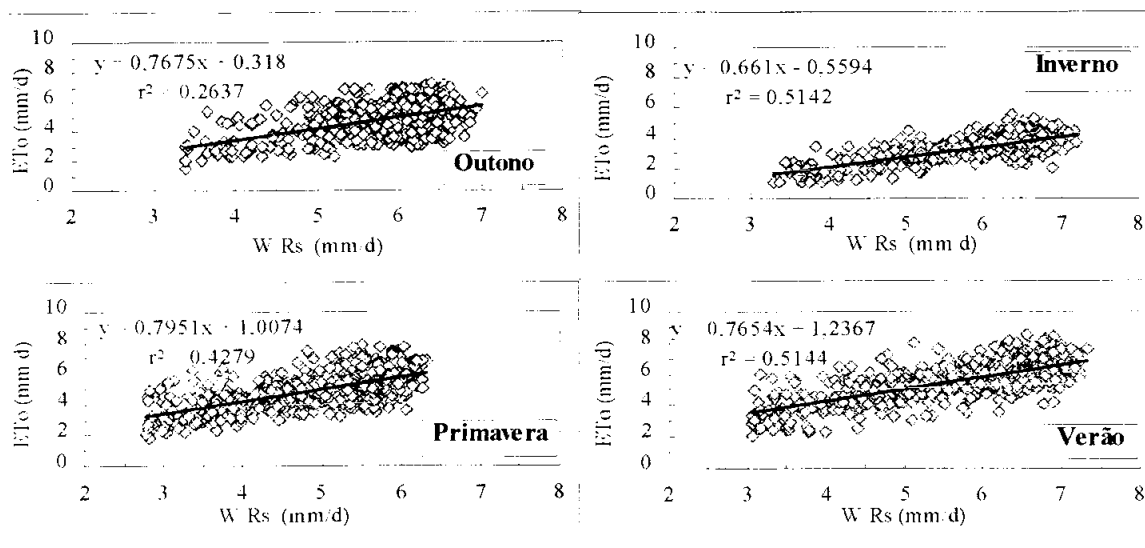 10
8
6
4
2
0
ETo (mm/d)
y = 0.7675x + 0.318
r² = 0.2637
Outono
2 3 4 5 6 7 8
W Rs (mm/d)
10
8
6
4
2
0
ETo (mm/d)
y = 0.661x - 0.5594
r² = 0.5142
Inverno
2 3 4 5 6 7 8
W Rs (mm/d)
10
8
6
4
2
0
ETo (mm/d)
y = 0.7951x + 1.0074
r² = 0.4279
Primavera
2 3 4 5 6 7 8
W Rs (mm/d)
10
8
6
4
2
0
ETo (mm/d)
y = 0.7654x + 1.2367
r² = 0.5144
Verão
2 3 4 5 6 7 8
W Rs (mm/d)